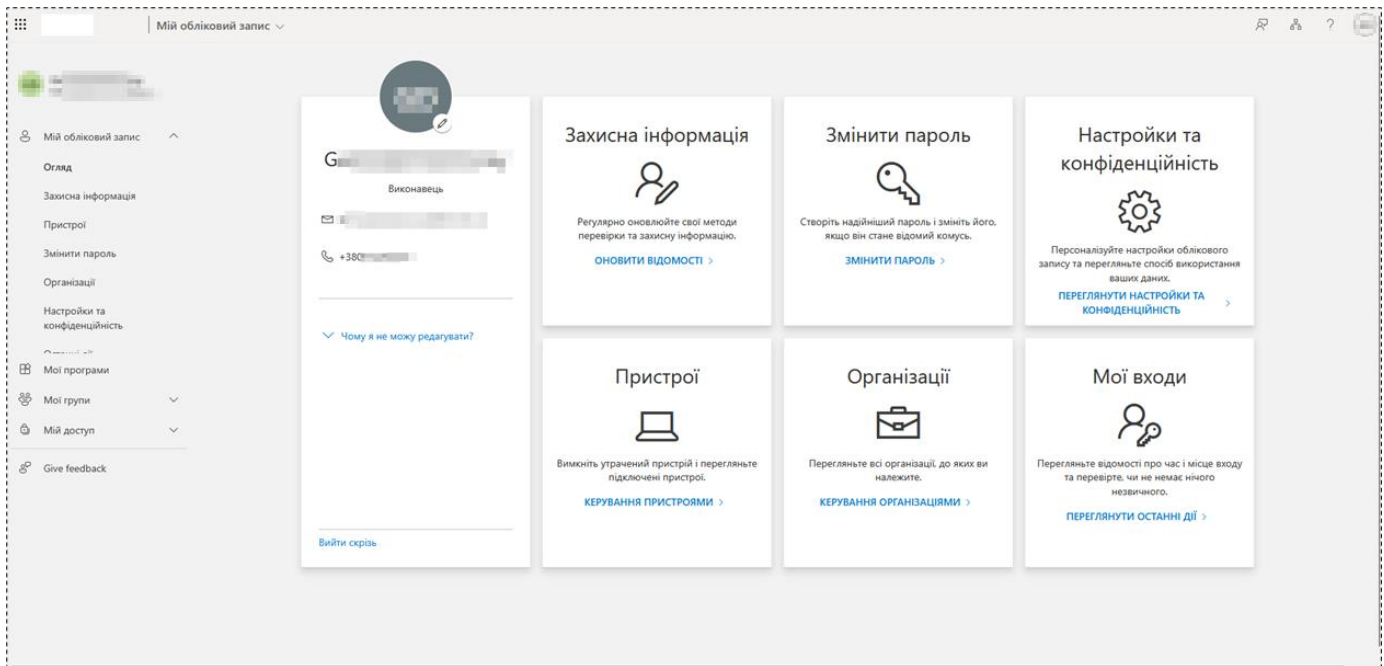 Мій обліковий запис
Мій обліковий запис
Огляд
Захисна інформація
Пристрої
Змінити пароль
Організації
Настройки та
конфіденційність
Мої програми
Мої групи
Мій доступ
Give feedback
G
Виконавець
+380
Чому я не можу редагувати?
Вийти скрізь
Захисна інформація
Регулярно оновлюйте свої методи
перевірки та захисну інформацію.
ОНОВИТИ ВІДОМОСТІ >
Змінити пароль
Створіть надійніший пароль і змініть його,
якщо він стане відомий комусь.
ЗМІНИТИ ПАРОЛЬ >
Настройки та
конфіденційність
Персоналізуйте настройки облікового
запису та перегляньте спосіб використання
ваших даних.
ПЕРЕГЛЯНУТИ НАСТРОЙКИ ТА
КОНФІДЕНЦІЙНІСТЬ >
Пристрої
Вимкніть утрачений пристрій і перегляньте
підключені пристрої.
КЕРУВАННЯ ПРИСТРОЯМИ >
Організації
Перегляньте всі організації, до яких ви
належите.
КЕРУВАННЯ ОРГАНІЗАЦІЯМИ >
Мої входи
Перегляньте відомості про час і місце входу
та перевірте, чи не немає нічого
незвичного.
ПЕРЕГЛЯНУТИ ОСТАННІ ДІЇ >